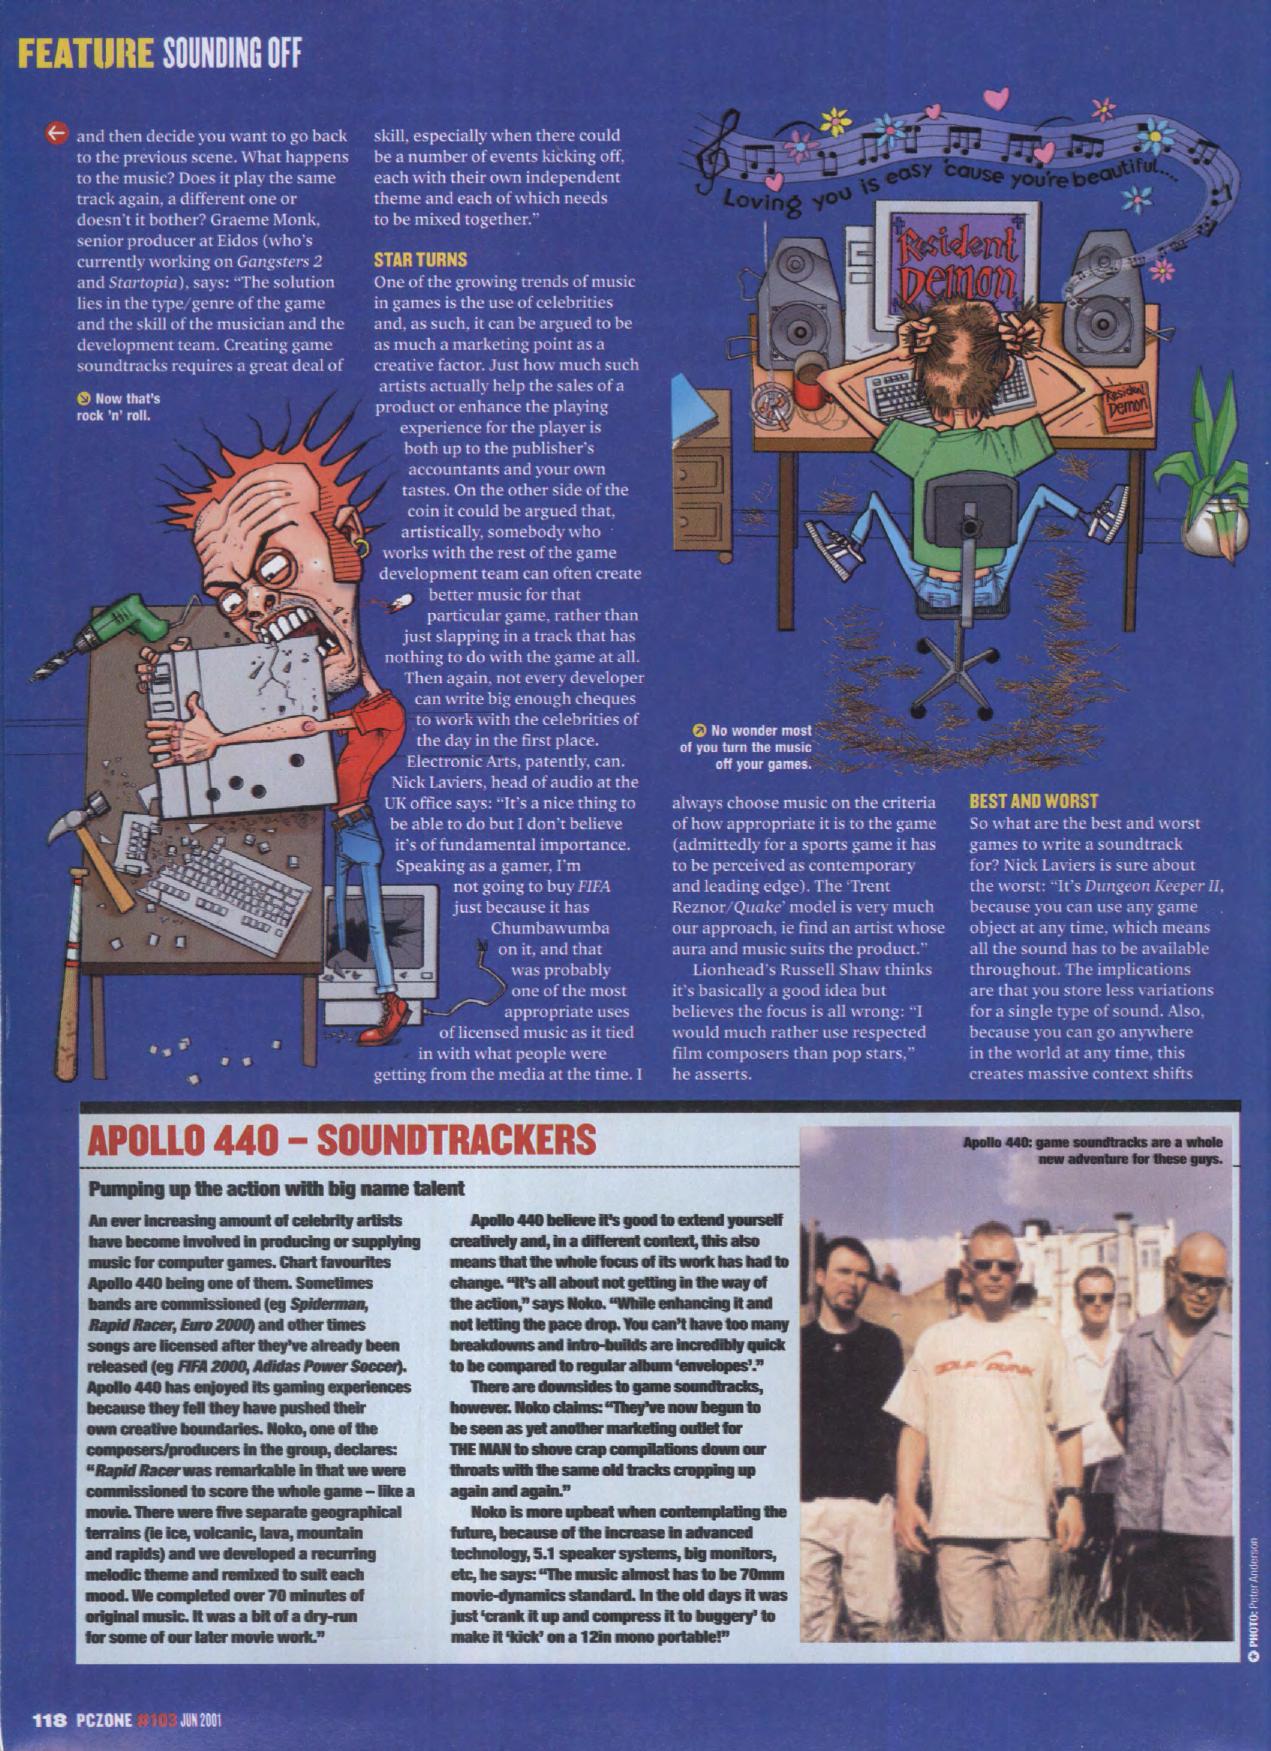 FEATURE SOUNDING OFF
and then decide you want to go back
to the previous scene. What happens
to the music? Does it play the same
track again, a different one or
doesn't it bother? Graeme Monk,
senior producer at Eidos (who's
currently working on Gangsters 2
and Startopia), says: “The solution
lies in the type/genre of the game
and the skill of the musician and the
development team. Creating game
soundtracks requires a great deal of
Now that's
rock 'n' roll.
skill, especially when there could
be a number of events kicking off,
each with their own independent
theme and each of which needs
to be mixed together.”
STAR TURNS
One of the growing trends of music
in games is the use of celebrities
and, as such, it can be argued to be
as much a marketing point as a
creative factor. Just how much such
artists actually help the sales of a
product or enhance the playing
experience for the player is
both up to the publisher's
accountants and your own
tastes. On the other side of the
coin it could be argued that,
artistically, somebody who
works with the rest of the game
development team can often create
better music for that
particular game, rather than
just slapping in a track that has
nothing to do with the game at all.
Then again, not every developer
can write big enough cheques
to work with the celebrities of
the day in the first place.
Electronic Arts, patently, can.
Nick Laviers, head of audio at the
UK office says: “It's a nice thing to
be able to do but I don't believe
it's of fundamental importance.
Speaking as a gamer, I'm
not going to buy FIFA
just because it has
Chumbawumba
on it, and that
was probably
one of the most
appropriate uses
of licensed music as it tied
in with what people were
getting from the media at the time. I
Loving you is easy 'cause you're beautiful....
Resident
Demon
Resident
Demon
No wonder most
of you turn the music
off your games.
always choose music on the criteria
of how appropriate it is to the game
(admittedly for a sports game it has
to be perceived as contemporary
and leading edge). The 'Trent
Reznor/Quake' model is very much
our approach, ie find an artist whose
aura and music suits the product.”
Lionhead's Russell Shaw thinks
it's basically a good idea but
believes the focus is all wrong: “I
would much rather use respected
film composers than pop stars,”
he asserts.
BEST AND WORST
So what are the best and worst
games to write a soundtrack
for? Nick Laviers is sure about
the worst: “It's Dungeon Keeper II,
because you can use any game
object at any time, which means
all the sound has to be available
throughout. The implications
are that you store less variations
for a single type of sound. Also,
because you can go anywhere
in the world at any time, this
creates massive context shifts
APOLLO 440 – SOUNDTRACKERS
Pumping up the action with big name talent
An ever increasing amount of celebrity artists
have become involved in producing or supplying
music for computer games. Chart favourites
Apollo 440 being one of them. Sometimes
bands are commissioned (eg Spiderman,
Rapid Racer, Euro 2000) and other times
songs are licensed after they've already been
released (eg FIFA 2000, Adidas Power Soccer).
Apollo 440 has enjoyed its gaming experiences
because they fell they have pushed their
own creative boundaries. Noko, one of the
composers/producers in the group, declares:
“Rapid Racer was remarkable in that we were
commissioned to score the whole game – like a
movie. There were five separate geographical
terrains (ie ice, volcanic, lava, mountain
and rapids) and we developed a recurring
melodic theme and remixed to suit each
mood. We completed over 70 minutes of
original music. It was a bit of a dry-run
for some of our later movie work.”
Apollo 440 believe it's good to extend yourself
creatively and, in a different context, this also
means that the whole focus of its work has had to
change. “It's all about not getting in the way of
the action,” says Noko. “While enhancing it and
not letting the pace drop. You can't have too many
breakdowns and intro-builds are incredibly quick
to be compared to regular album 'envelopes'.”
There are downsides to game soundtracks,
however. Noko claims: “They've now begun to
be seen as yet another marketing outlet for
THE MAN to shove crap compilations down our
throats with the same old tracks cropping up
again and again.”
Noko is more upbeat when contemplating the
future, because of the increase in advanced
technology, 5.1 speaker systems, big monitors,
etc, he says: “The music almost has to be 70mm
movie-dynamics standard. In the old days it was
just 'crank it up and compress it to buggery' to
make it 'kick' on a 12in mono portable!”
Apollo 440: game soundtracks are a whole
new adventure for these guys.
PHOTO: Peter Anderson
118 PCZONE #103 JUN 2001